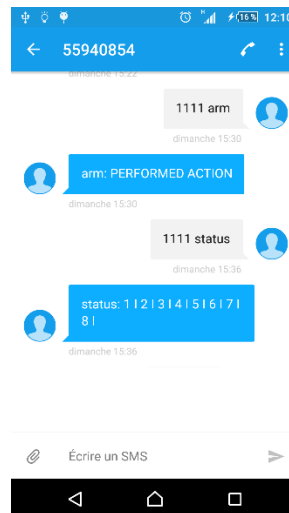 16% 12:10
55940854
dimanche 15:22
1111 arm
dimanche 15:30
arm: PERFORMED ACTION
dimanche 15:30
1111 status
dimanche 15:36
status: 1 I 2 I 3 I 4 I 5 I 6 I 7 I
8 I
dimanche 15:36
Écrire un SMS